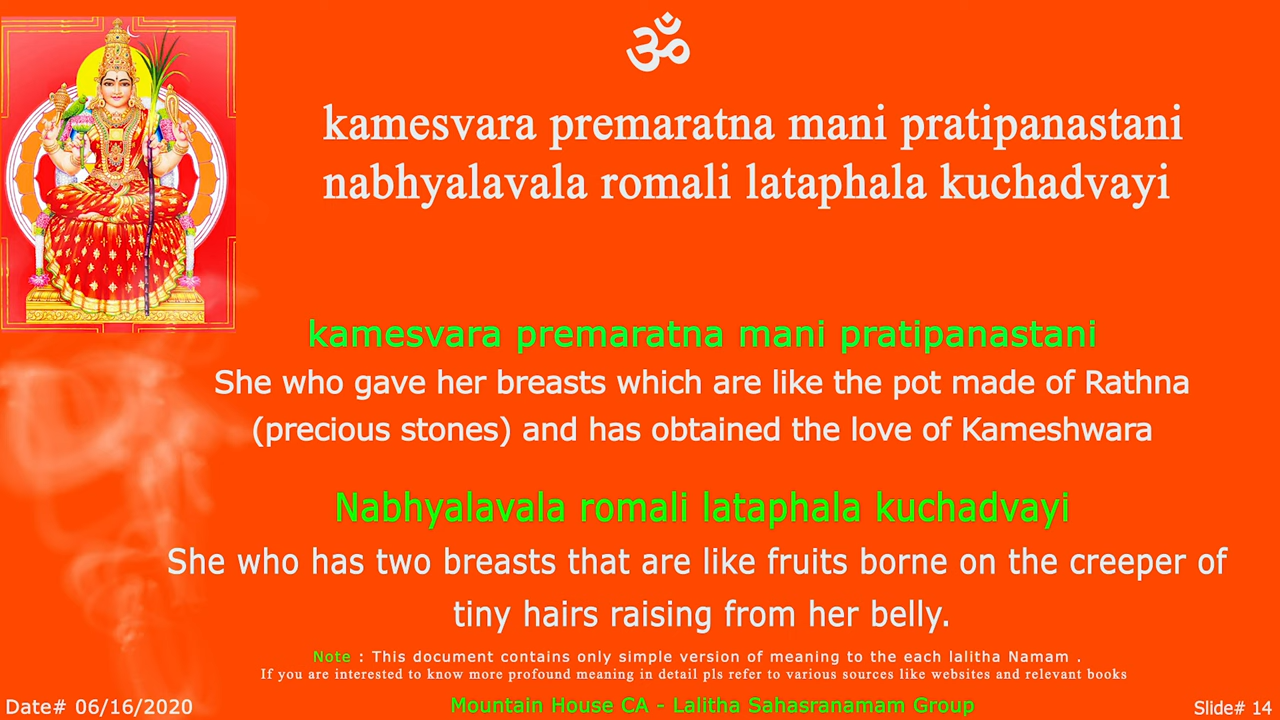 ॐ
kamesvara premaratna mani pratipanastani
nabhyalavala romali lataphala kuchadvayi
kamesvara premaratna mani pratipanastani
She who gave her breasts which are like the pot made of Rathna
(precious stones) and has obtained the love of Kameshwara
Nabhyalavala romali lataphala kuchadvayi
She who has two breasts that are like fruits borne on the creeper of
tiny hairs raising from her belly.
Note : This document contains only simple version of meaning to the each lalitha Namam .
If you are interested to know more profound meaning in detail pls refer to various sources like websites and relevant books
Date# 06/16/2020
Mountain House CA - Lalitha Sahasranamam Group
Slide# 14